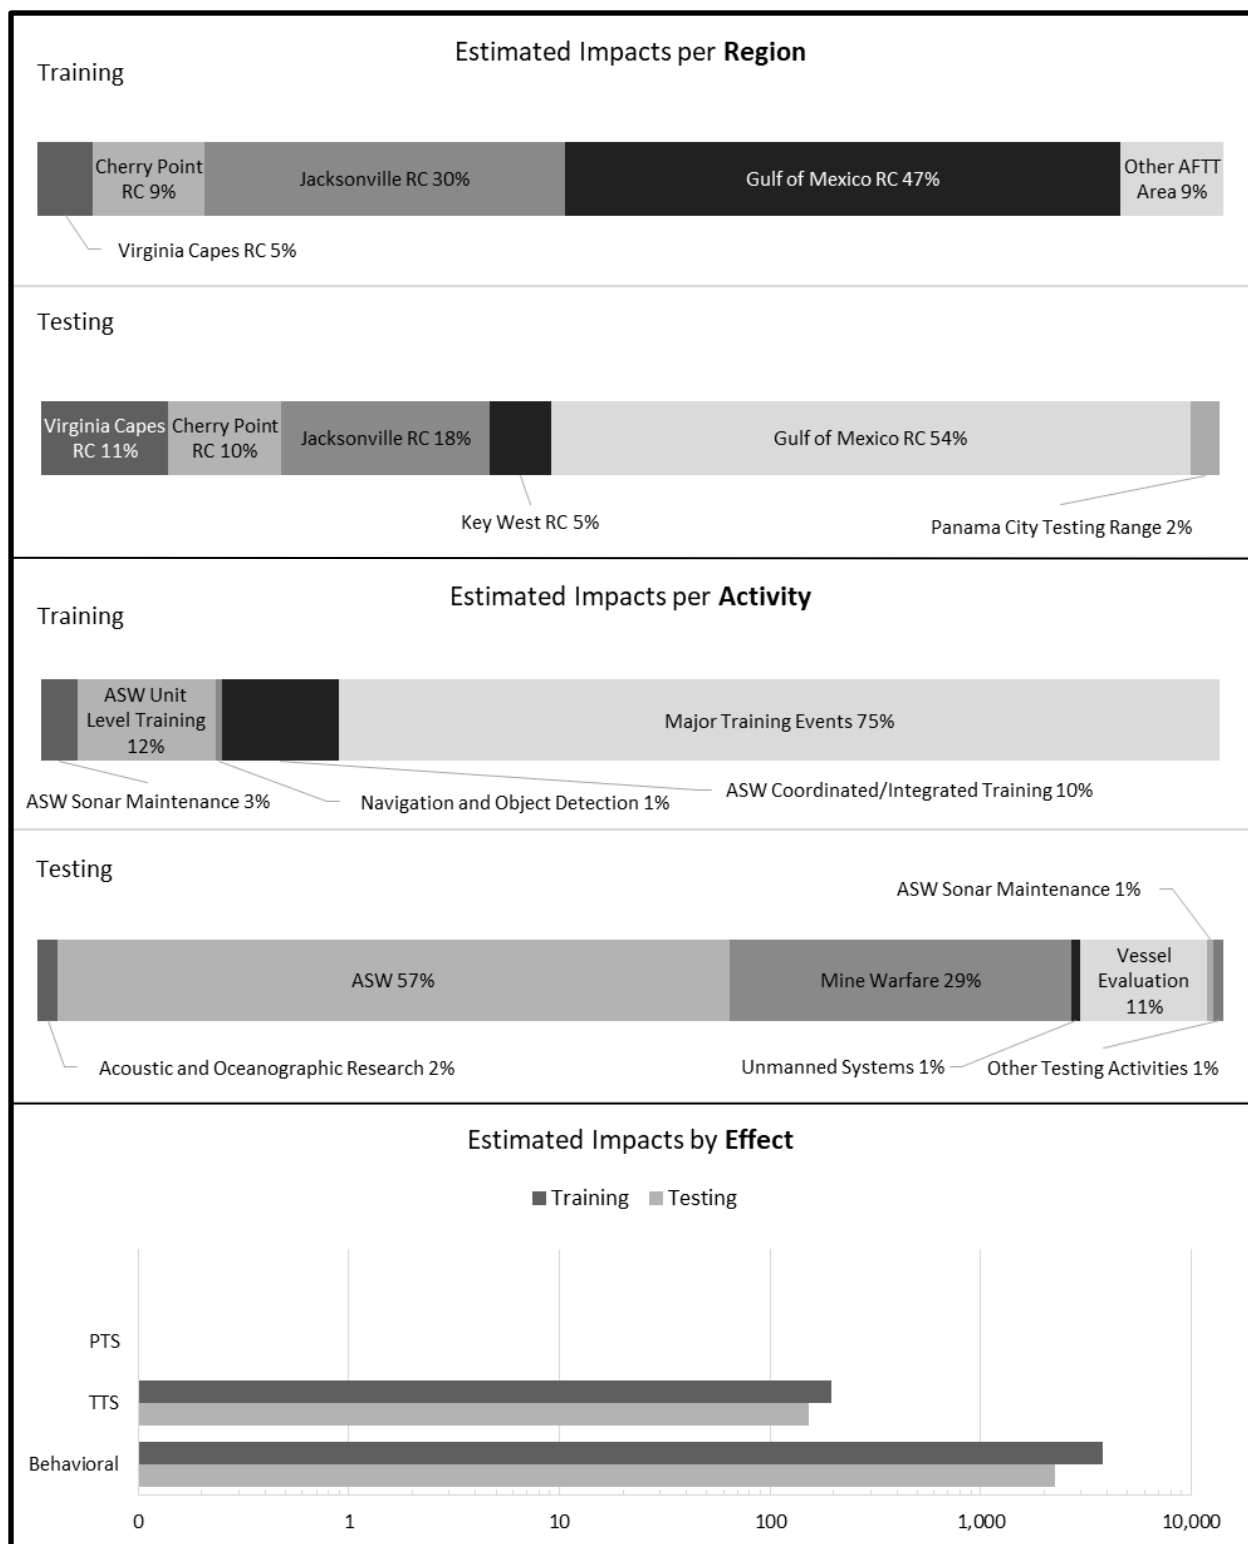 Estimated Impacts per Region
Training
Cherry Point
RC 9%
Jacksonville RC 30%
Gulf of Mexico RC 47%
Other AFTT
Area 9%
Virginia Capes RC 5%
Testing
Virginia Capes
RC 11%
Cherry Point
RC 10%
Jacksonville RC 18%
Gulf of Mexico RC 54%
Key West RC 5%
Panama City Testing Range 2%
Estimated Impacts per Activity
Training
ASW Unit
Level Training
12%
Major Training Events 75%
ASW Sonar Maintenance 3%
Navigation and Object Detection 1%
ASW Coordinated/Integrated Training 10%
Testing
ASW Sonar Maintenance 1%
ASW 57%
Mine Warfare 29%
Vessel
Evaluation
11%
Acoustic and Oceanographic Research 2%
Unmanned Systems 1%
Other Testing Activities 1%
Estimated Impacts by Effect
Training
Testing
PTS
TTS
Behavioral
0
1
10
100
1,000
10,000